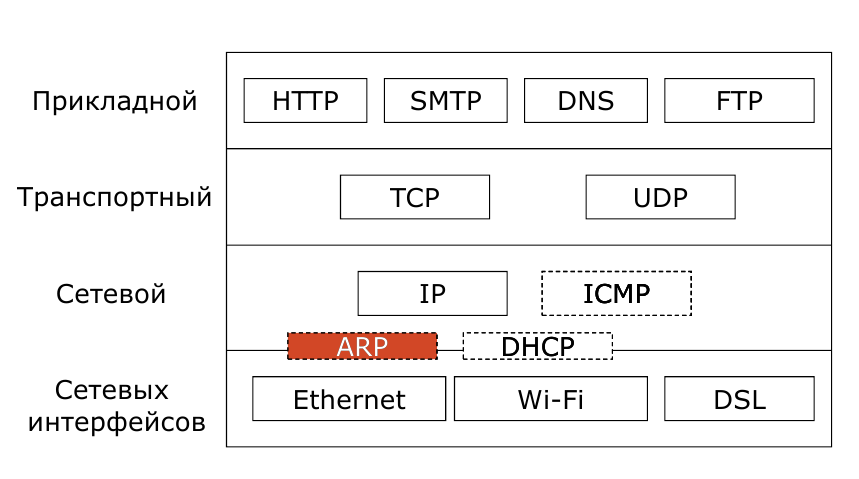 Прикладной
HTTP
SMTP
DNS
FTP
Транспортный
TCP
UDP
Сетевой
IP
ICMP
ARP
DHCP
Сетевых
интерфейсов
Ethernet
Wi-Fi
DSL